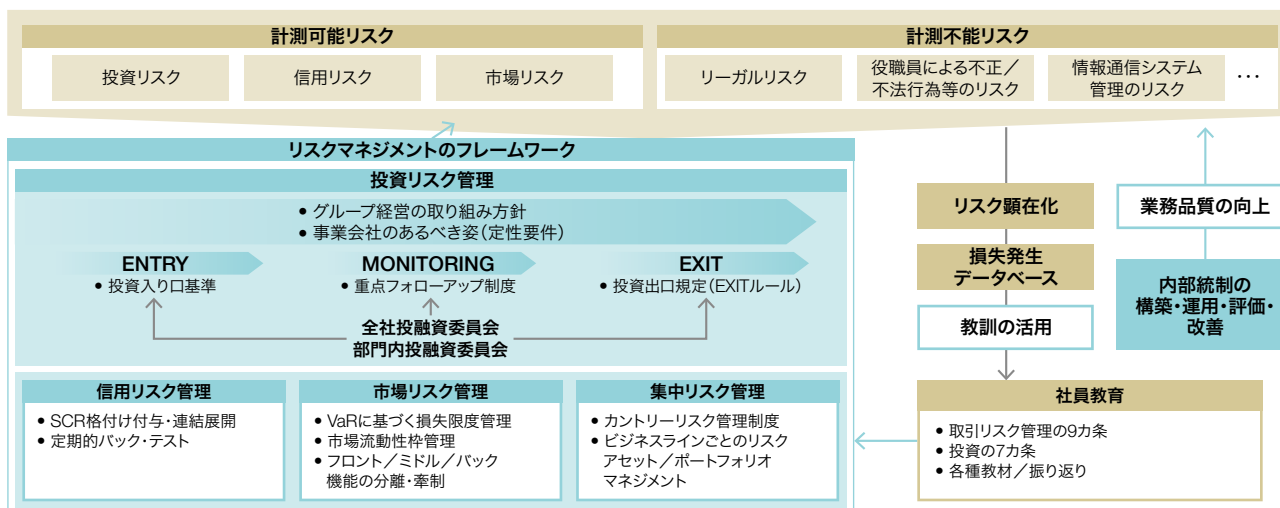 計測可能リスク
投資リスク
信用リスク
市場リスク
計測不能リスク
リーガルリスク
役職員による不正／
不法行為等のリスク
情報通信システム
管理のリスク
…
リスクマネジメントのフレームワーク
投資リスク管理
• グループ経営の取り組み方針
• 事業会社のあるべき姿（定性要件）
ENTRY
• 投資入り口基準
MONITORING
• 重点フォローアップ制度
EXIT
• 投資出口規定（EXITルール）
全社投融資委員会
部門内投融資委員会
信用リスク管理
• SCR格付け付与・連結展開
• 定期的バック・テスト
市場リスク管理
• VaRに基づく損失限度管理
• 市場流動性枠管理
• フロント／ミドル／バック
機能の分離・牽制
集中リスク管理
• カントリーリスク管理制度
• ビジネスラインごとのリスク
アセット／ポートフォリオ
マネジメント
リスク顕在化
損失発生
データベース
教訓の活用
社員教育
• 取引リスク管理の9カ条
• 投資の7カ条
• 各種教材／振り返り
業務品質の向上
内部統制の
構築・運用・評価・
改善